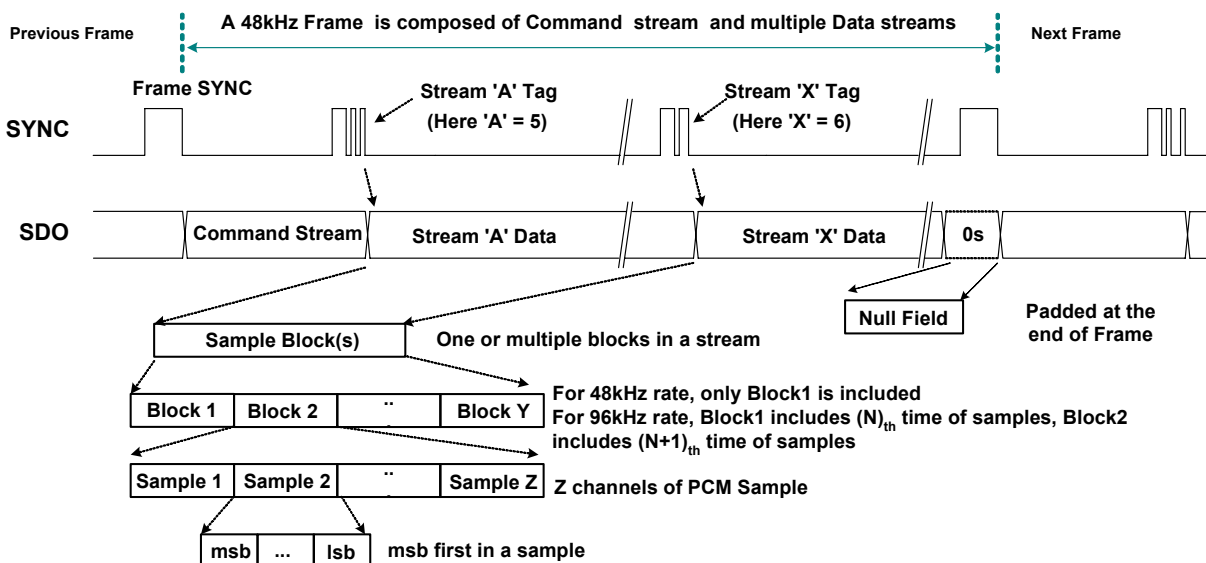 A 48kHz Frame is composed of Command stream and multiple Data streams
Previous Frame
Next Frame
Frame SYNC
Stream 'A' Tag
(Here 'A' = 5)
Stream 'X' Tag
(Here 'X' = 6)
SYNC
SDO
Command Stream
Stream 'A' Data
Stream 'X' Data
0s
Null Field
Padded at the
end of Frame
Sample Block(s)
One or multiple blocks in a stream
Block 1
Block 2
..
.
Block Y
For 48kHz rate, only Block1 is included
For 96kHz rate, Block1 includes (N)th time of samples, Block2
includes (N+1)th time of samples
Sample 1
Sample 2
..
.
Sample Z
Z channels of PCM Sample
msb
...
lsb
msb first in a sample